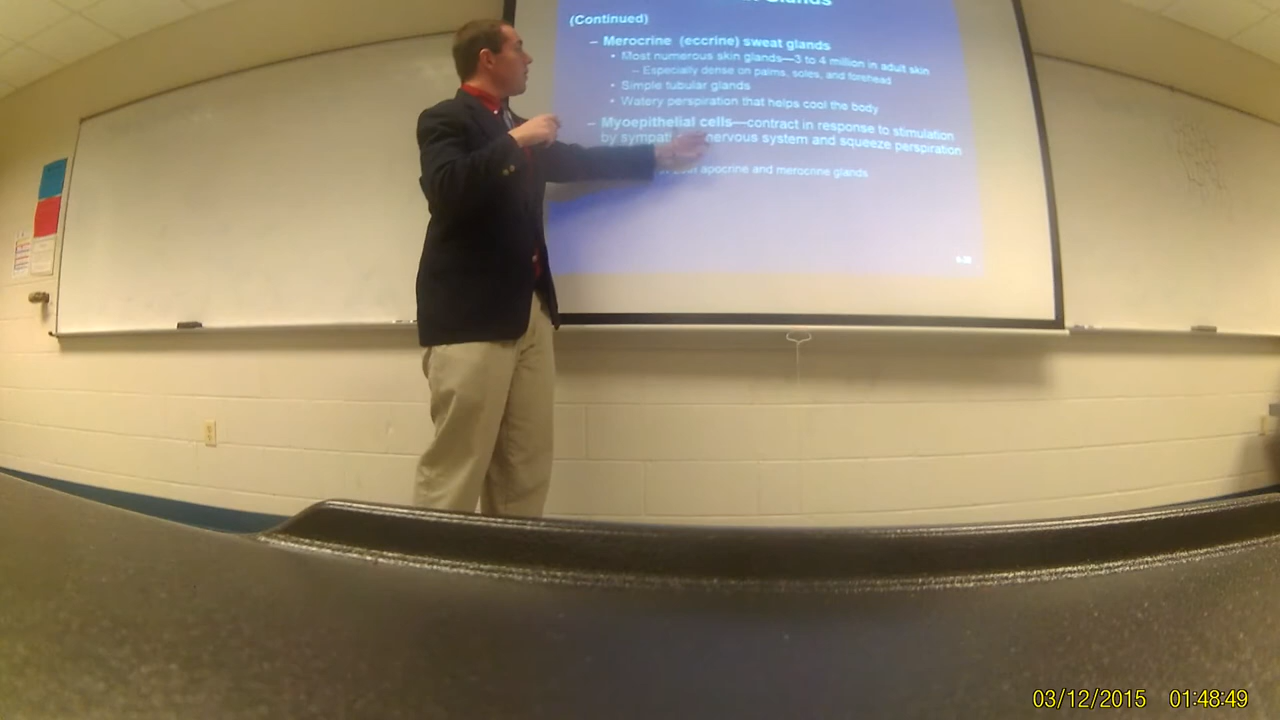 Glands
(Continued)
– Merocrine (eccrine) sweat glands
• Most numerous skin glands—3 to 4 million in adult skin
– Especially dense on palms, soles, and forehead
• Simple tubular glands
• Watery perspiration that helps cool the body
– Myoepithelial cells—contract in response to stimulation
by nervous system and squeeze perspiration
apocrine and merocrine glands
03/12/2015 01:48:49